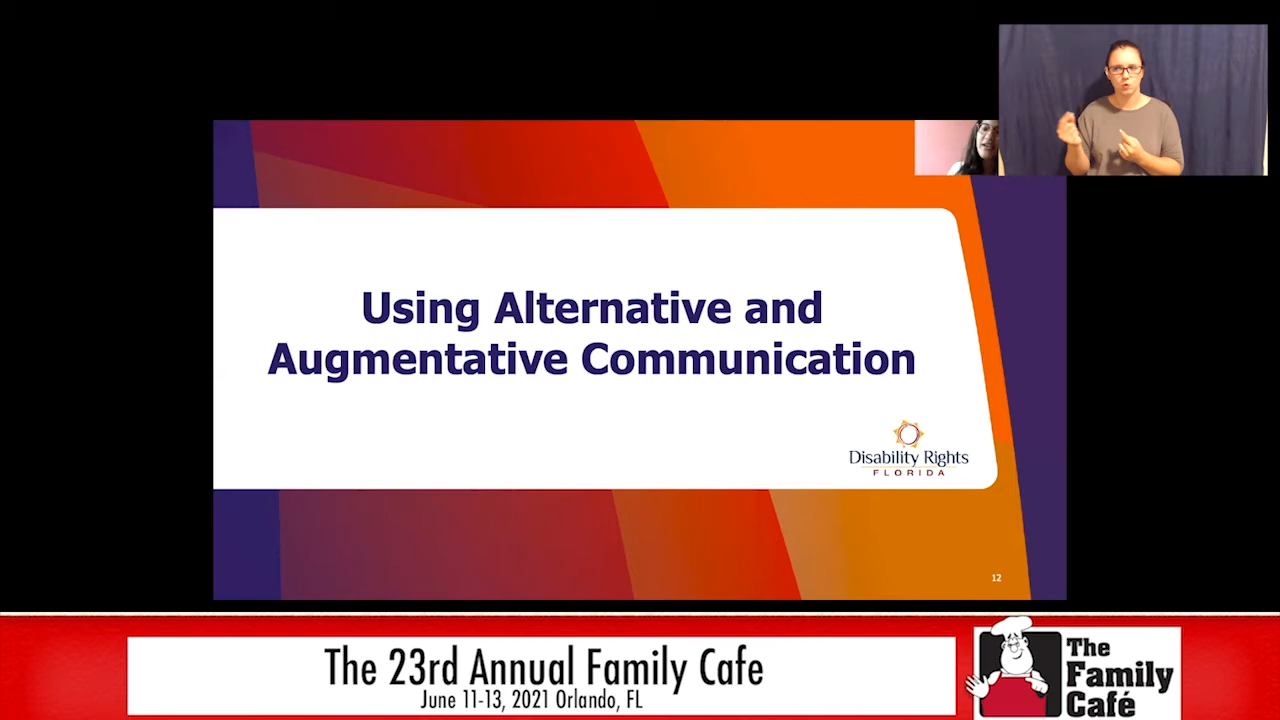 Using Alternative and
Augmentative Communication
Disability Rights
FLORIDA
12
The 23rd Annual Family Cafe
June 11-13, 2021 Orlando, FL
The
Family
Café